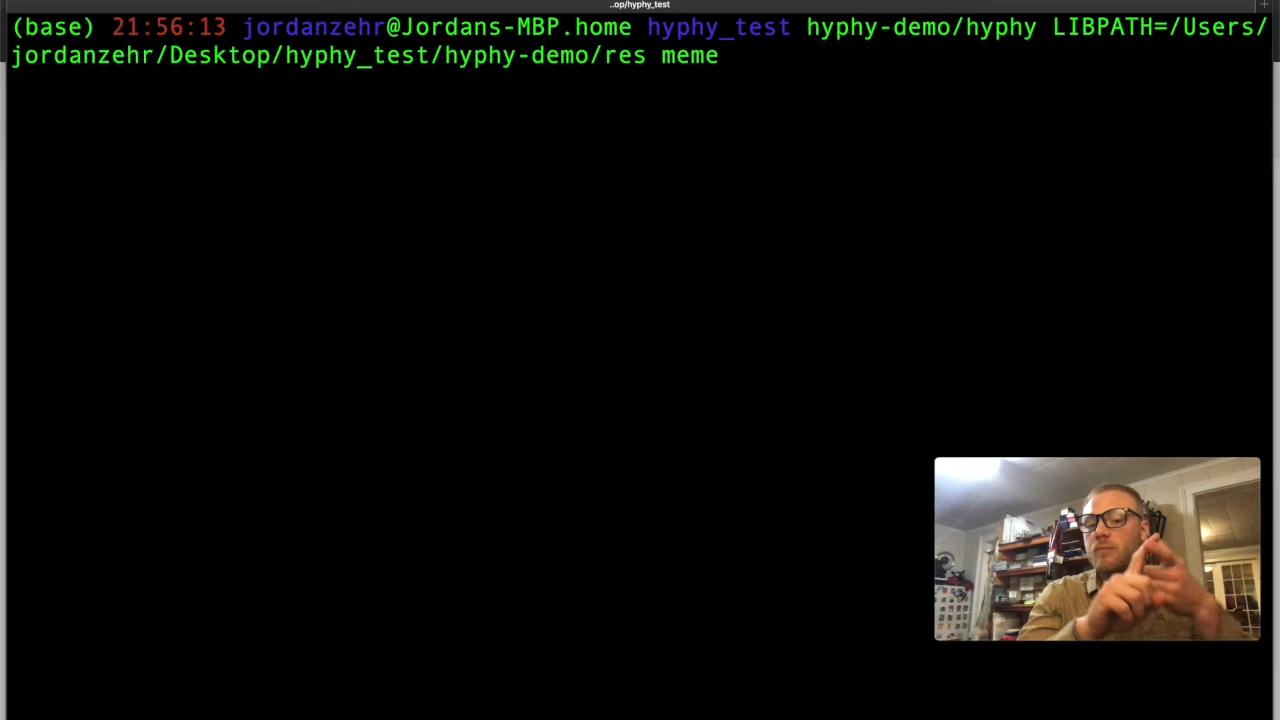 ..op/hyphy_test
(base) 21:56:13 jordanzehr@Jordans-MBP.home hyphy_test hyphy-demo/hyphy LIBPATH=/Users/
jordanzehr/Desktop/hyphy_test/hyphy-demo/res meme